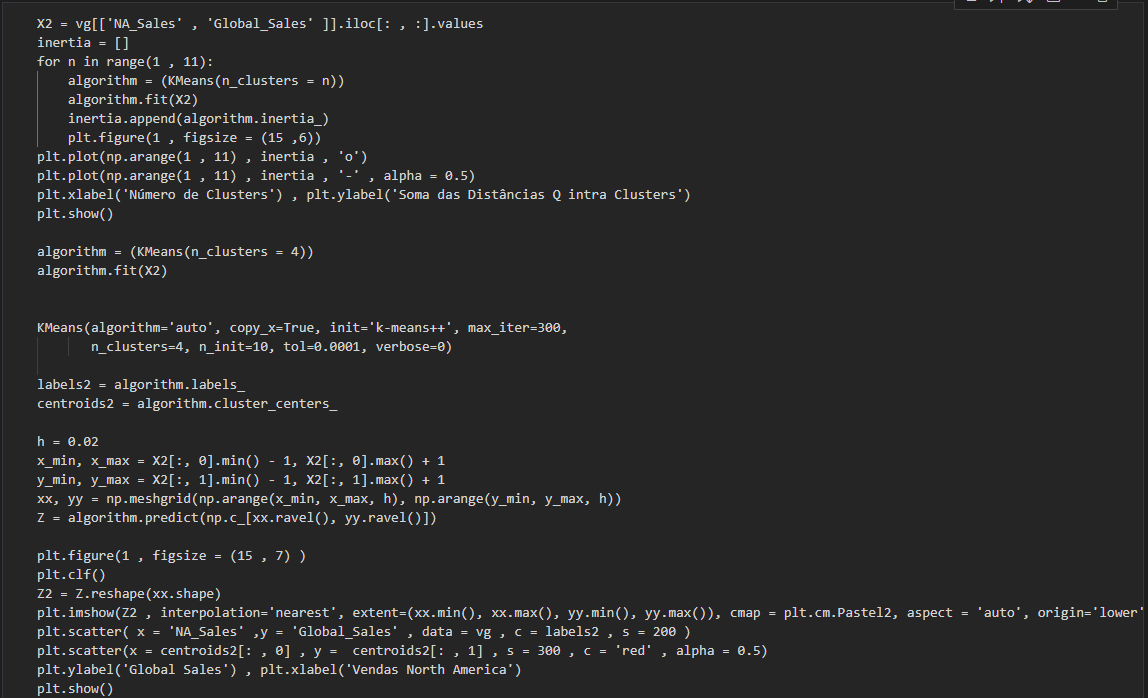 X2 = vg[['NA_Sales' , 'Global_Sales' ]].iloc[: , :].values
inertia = []
for n in range(1 , 11):
    algorithm = (KMeans(n_clusters = n))
    algorithm.fit(X2)
    inertia.append(algorithm.inertia_)
    plt.figure(1 , figsize = (15 ,6))
plt.plot(np.arange(1 , 11) , inertia , 'o')
plt.plot(np.arange(1 , 11) , inertia , '-' , alpha = 0.5)
plt.xlabel('Número de Clusters') , plt.ylabel('Soma das Distâncias Q intra Clusters')
plt.show()
algorithm = (KMeans(n_clusters = 4))
algorithm.fit(X2)
KMeans(algorithm='auto', copy_x=True, init='k-means++', max_iter=300,
       n_clusters=4, n_init=10, tol=0.0001, verbose=0)
labels2 = algorithm.labels_
centroids2 = algorithm.cluster_centers_
h = 0.02
x_min, x_max = X2[:, 0].min() - 1, X2[:, 0].max() + 1
y_min, y_max = X2[:, 1].min() - 1, X2[:, 1].max() + 1
xx, yy = np.meshgrid(np.arange(x_min, x_max, h), np.arange(y_min, y_max, h))
Z = algorithm.predict(np.c_[xx.ravel(), yy.ravel()])
plt.figure(1 , figsize = (15 , 7) )
plt.clf()
Z2 = Z.reshape(xx.shape)
plt.imshow(Z2 , interpolation='nearest', extent=(xx.min(), xx.max(), yy.min(), yy.max()), cmap = plt.cm.Pastel2, aspect = 'auto', origin='lower'
plt.scatter( x = 'NA_Sales' ,y = 'Global_Sales' , data = vg , c = labels2 , s = 200 )
plt.scatter(x = centroids2[: , 0] , y =  centroids2[: , 1] , s = 300 , c = 'red' , alpha = 0.5)
plt.ylabel('Global Sales') , plt.xlabel('Vendas North America')
plt.show()